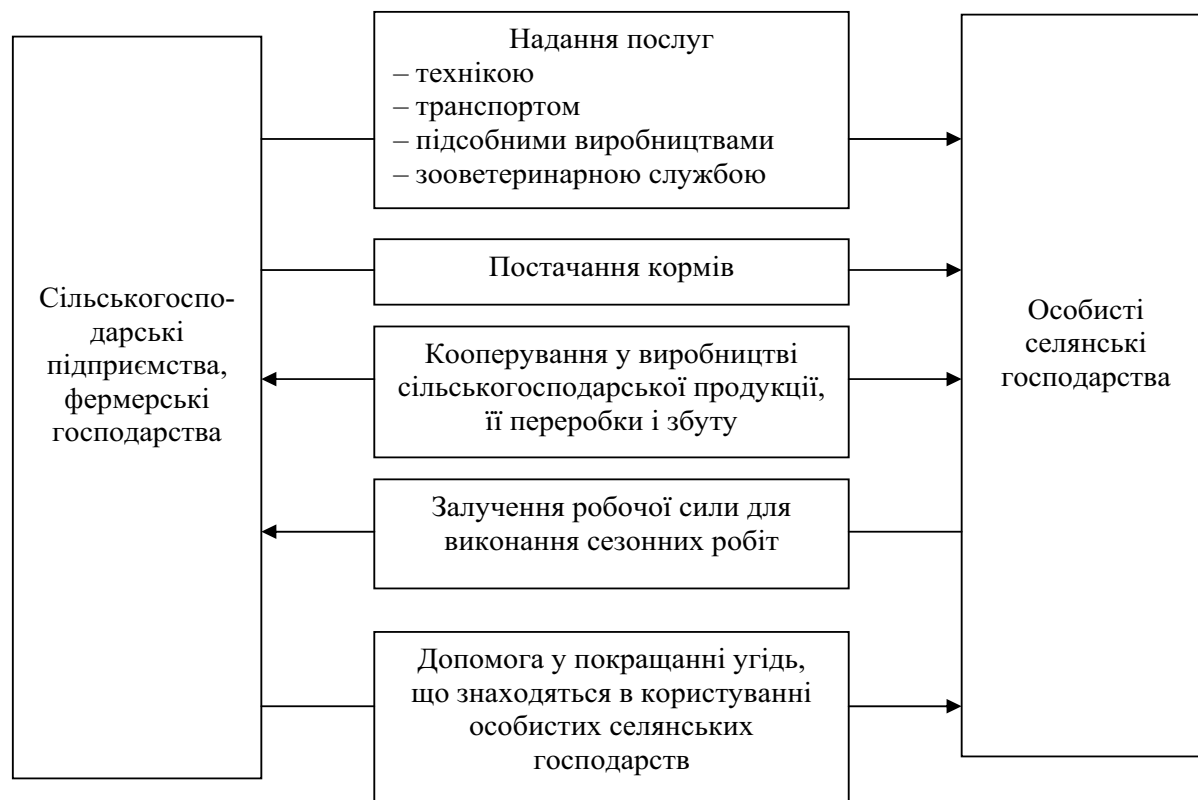 Сільськогоспо-
дарські
підприємства,
фермерські
господарства
Надання послуг
– технікою
– транспортом
– підсобними виробництвами
– зооветеринарною службою
Постачання кормів
Кооперування у виробництві
сільськогосподарської продукції,
її переробки і збуту
Залучення робочої сили для
виконання сезонних робіт
Допомога у покращанні угідь,
що знаходяться в користуванні
особистих селянських
господарств
Особисті
селянські
господарства